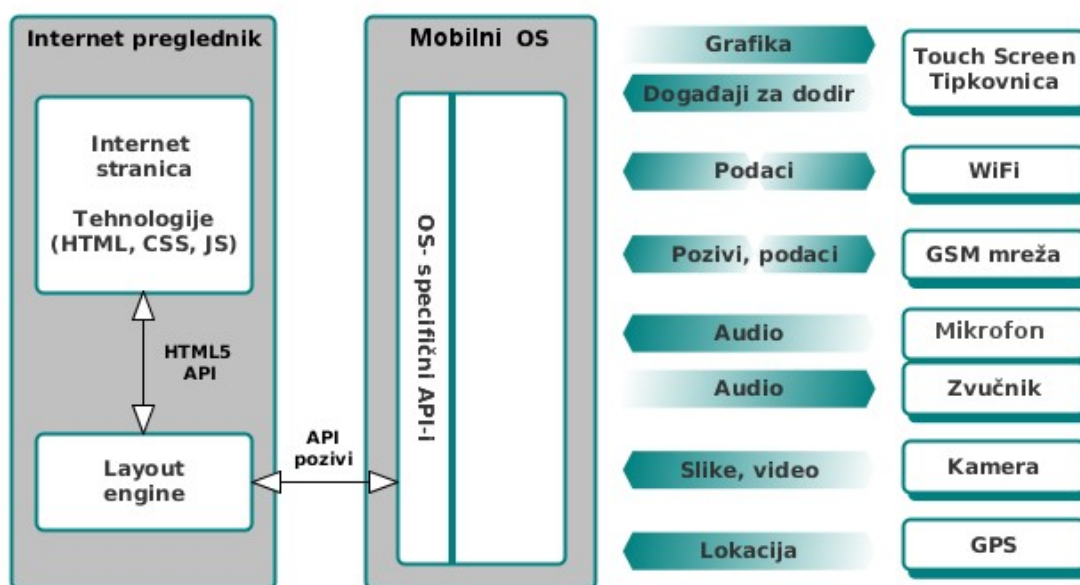 Internet preglednik
Internet
stranica
Tehnologije
(HTML, CSS, JS)
HTML5
API
Layout
engine
API
pozivi
Mobilni OS
OS- specifični API-i
Grafika
Događaji za dodir
Touch Screen
Tipkovnica
Podaci
WiFi
Pozivi, podaci
GSM mreža
Audio
Mikrofon
Audio
Zvučnik
Slike, video
Kamera
Lokacija
GPS